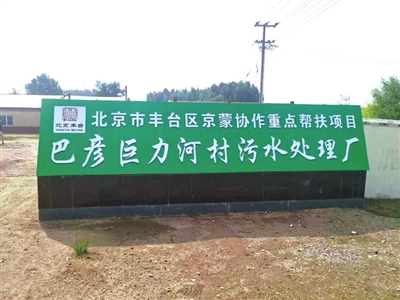 北京市丰台区京蒙协作重点帮扶项目
北京丰台
巴彦巨力河村污水处理厂